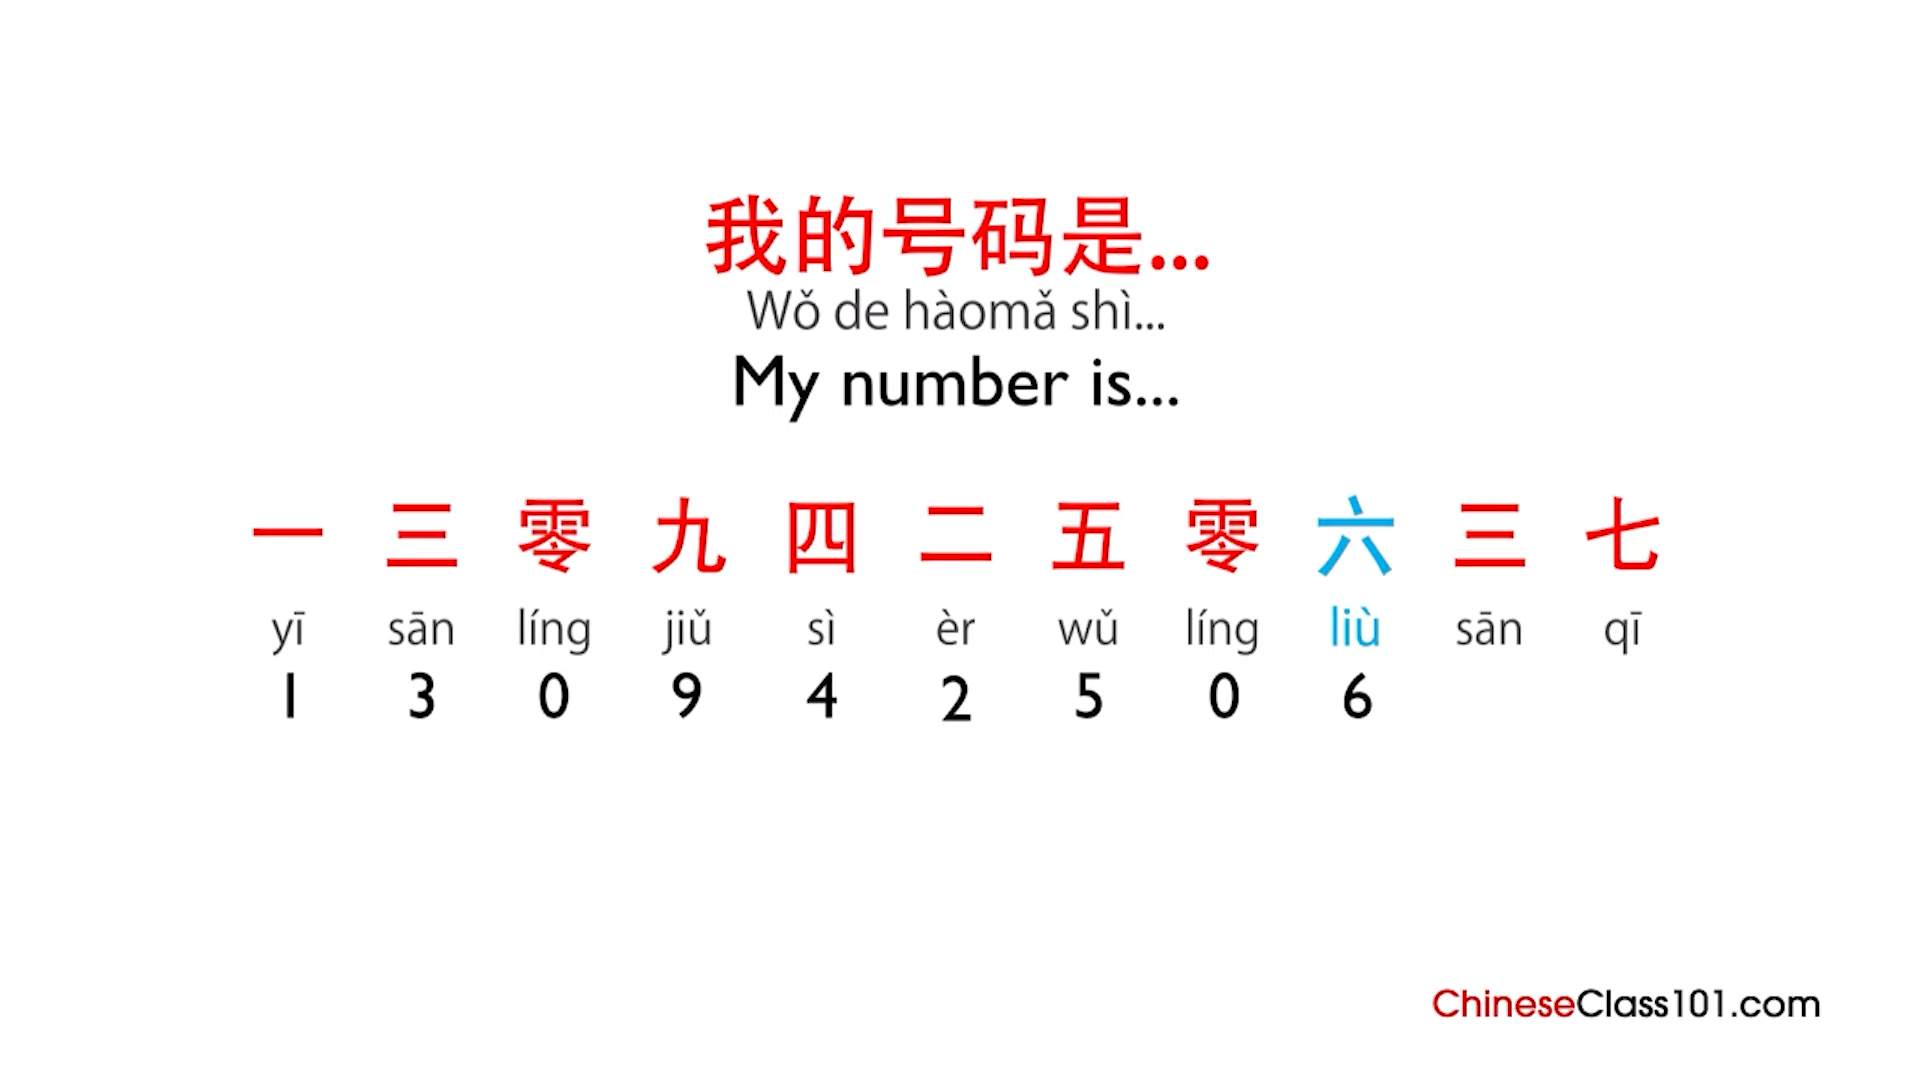 我的号码是...
Wǒ de hàomǎ shì...
My number is...
一 三 零 九 四 二 五 零 六 三 七
yī sān líng jiǔ sì èr wǔ líng liù sān qī
1 3 0 9 4 2 5 0 6
ChineseClass101.com